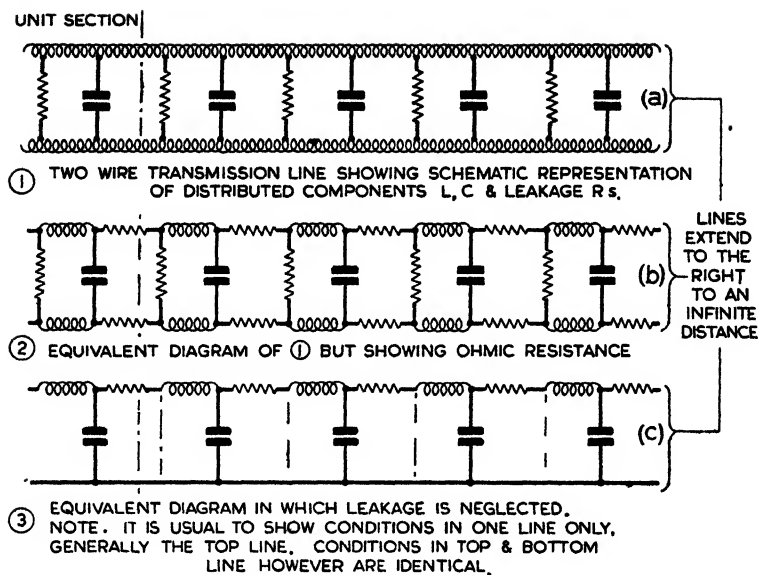 UNIT SECTION
(a)
① TWO WIRE TRANSMISSION LINE SHOWING SCHEMATIC REPRESENTATION
OF DISTRIBUTED COMPONENTS L, C & LEAKAGE R s.
LINES
EXTEND
TO THE
RIGHT
TO AN
INFINITE
DISTANCE
(b)
② EQUIVALENT DIAGRAM OF ① BUT SHOWING OHMIC RESISTANCE
(c)
③ EQUIVALENT DIAGRAM IN WHICH LEAKAGE IS NEGLECTED.
NOTE. IT IS USUAL TO SHOW CONDITIONS IN ONE LINE ONLY,
GENERALLY THE TOP LINE. CONDITIONS IN TOP & BOTTOM
LINE HOWEVER ARE IDENTICAL.